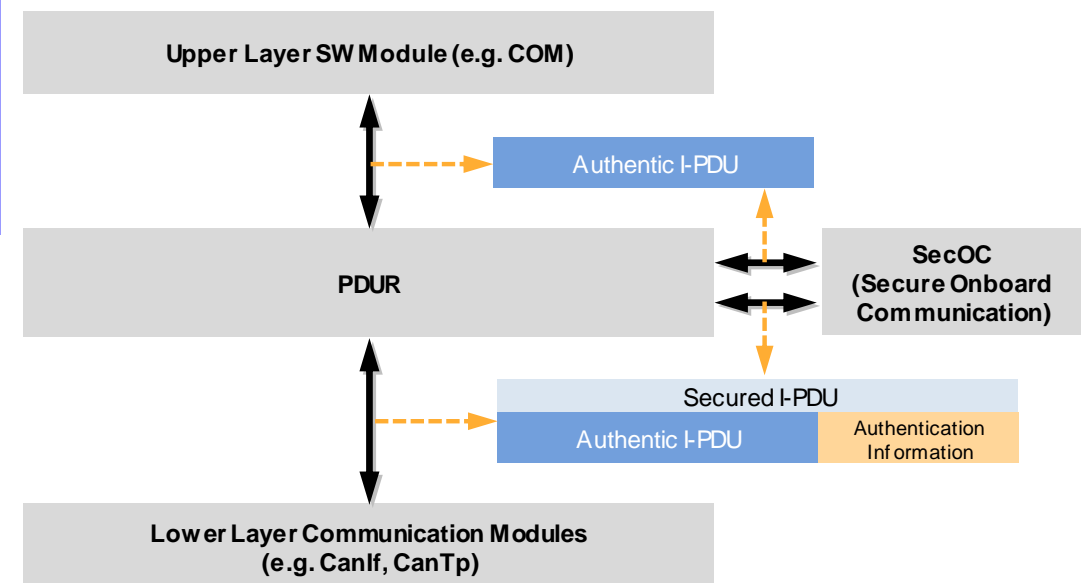 Upper Layer SW Module (e.g. COM)
Authentic I-PDU
PDUR
SecOC
(Secure Onboard
Communication)
Secured I-PDU
Authentic I-PDU
Authentication
Information
Lower Layer Communication Modules
(e.g. CanIf, CanTp)